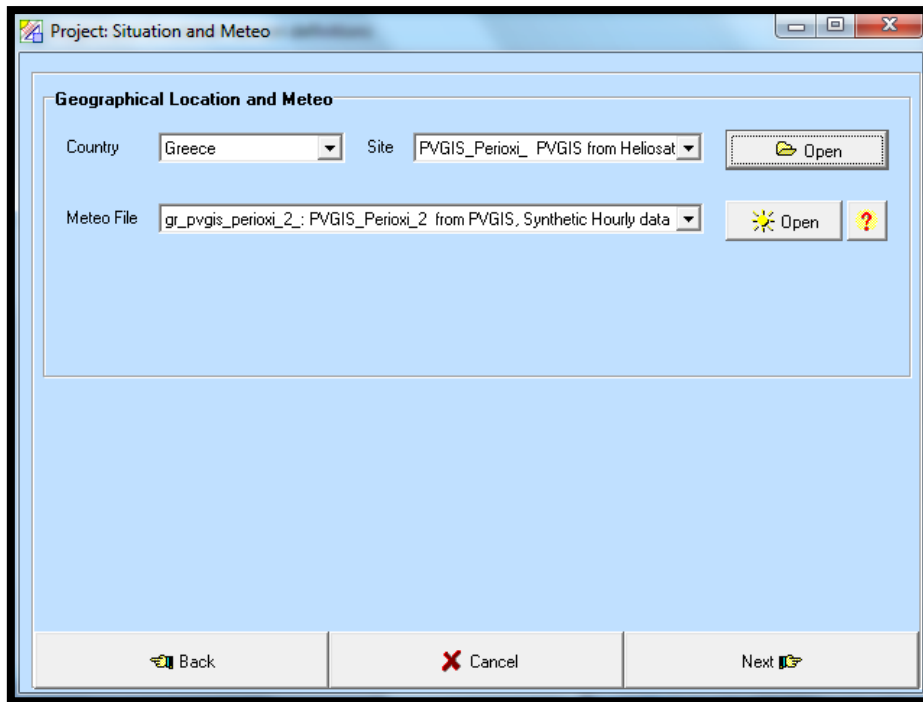 Project: Situation and Meteo
Geographical Location and Meteo
Country Greece Site PVGIS_Perioxi_ PVGIS from Heliosat Open
Meteo File gr_pvgis_perioxi_2_: PVGIS_Perioxi_2 from PVGIS, Synthetic Hourly data Open ?
Back Cancel Next